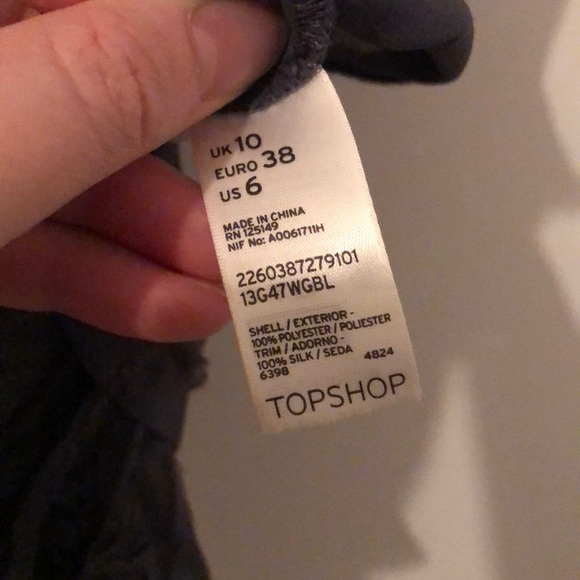 UK 10
EURO 38
US 6
MADE IN CHINA
RN 125149
NIF No: A0061711H
2260387279101
13G47WGBL
SHELL / EXTERIOR -
100% POLYESTER / POLIESTER
TRIM / ADORNO -
100% SILK / SEDA 4824
6398
TOPSHOP